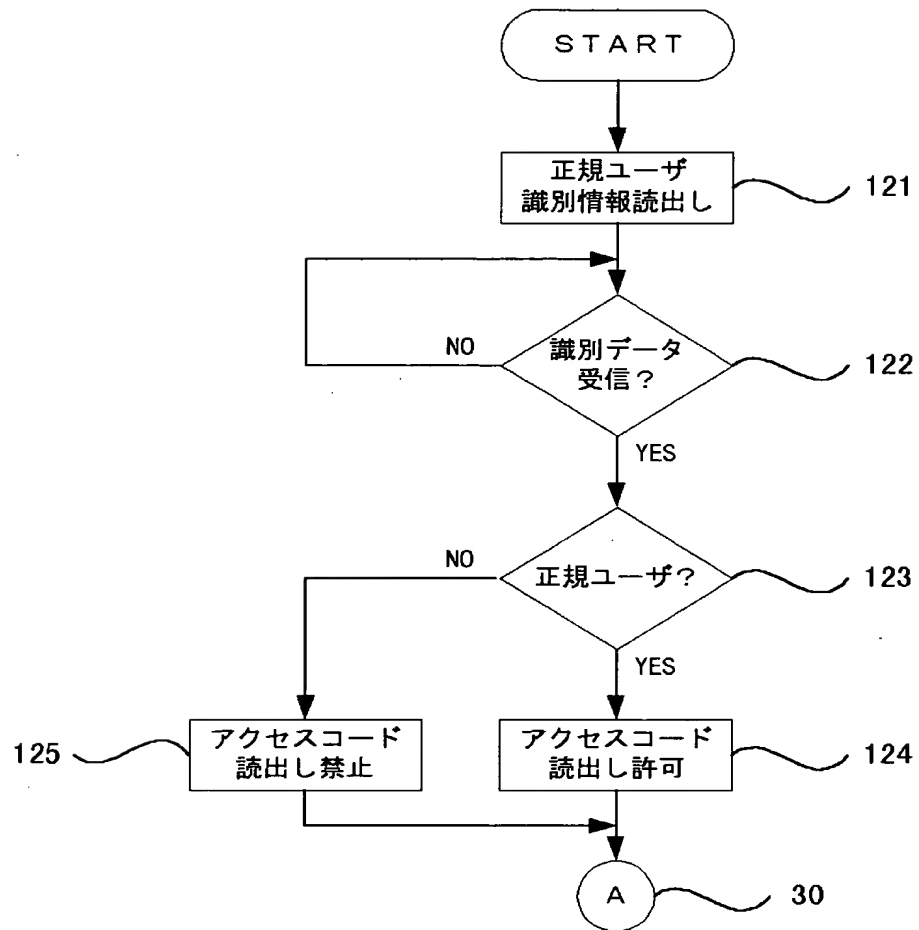 START
正規ユーザ
識別情報読出し
121
NO
識別データ
受信?
122
YES
NO
正規ユーザ?
123
YES
125
アクセスコード
読出し禁止
アクセスコード
読出し許可
124
A
30